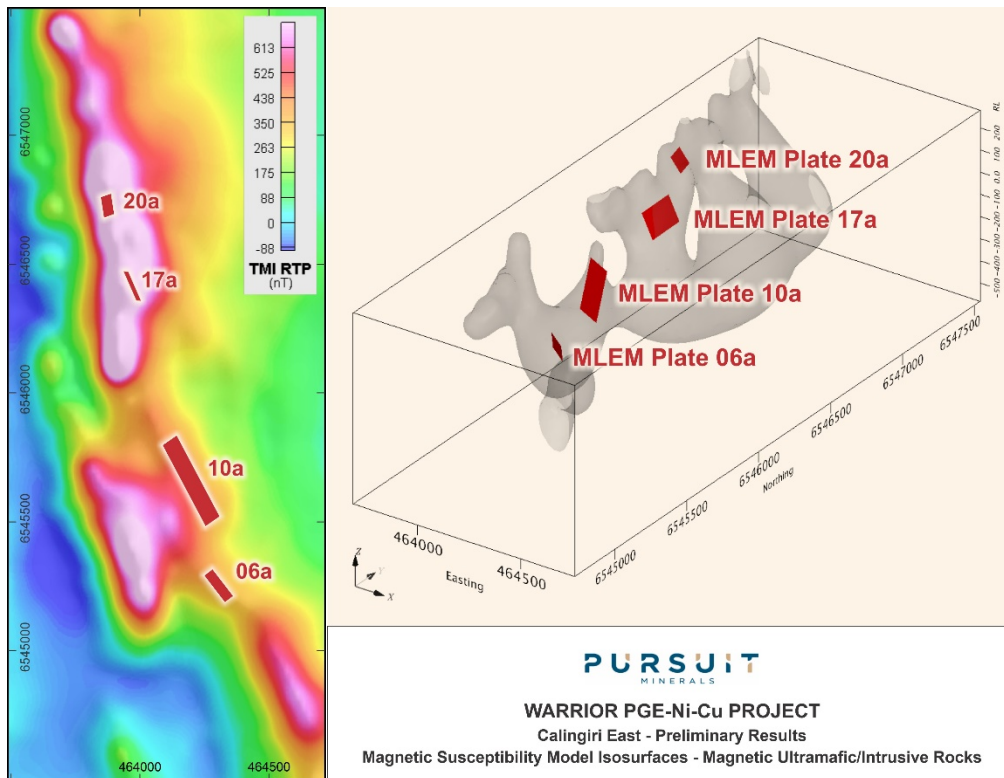 613
525
438
350
263
175
88
0
-88
TMI RTP
(nT)
6547000
6546500
6546000
6545500
6545000
20a
17a
10a
06a
464000
464500
MLEM Plate 20a
MLEM Plate 17a
MLEM Plate 10a
MLEM Plate 06a
RL
200
100
0.0
-100
-200
-300
-400
-500
6547500
6547000
6546500
6546000
6545500
6545000
Northing
464000
464500
Easting
Z
Y
X
PURSUIT
MINERALS
WARRIOR PGE-Ni-Cu PROJECT
Calingiri East - Preliminary Results
Magnetic Susceptibility Model Isosurfaces - Magnetic Ultramafic/Intrusive Rocks